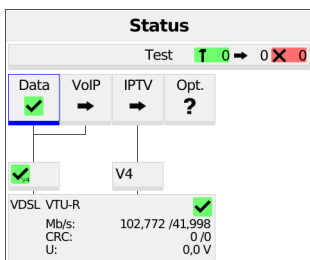 Status
Test 0 0 0
Data VoIP IPTV Opt.
?
V4 V4
VDSL VTU-R
Mb/s: 102,772 /41,998
CRC: 0 /0
U: 0,0 V